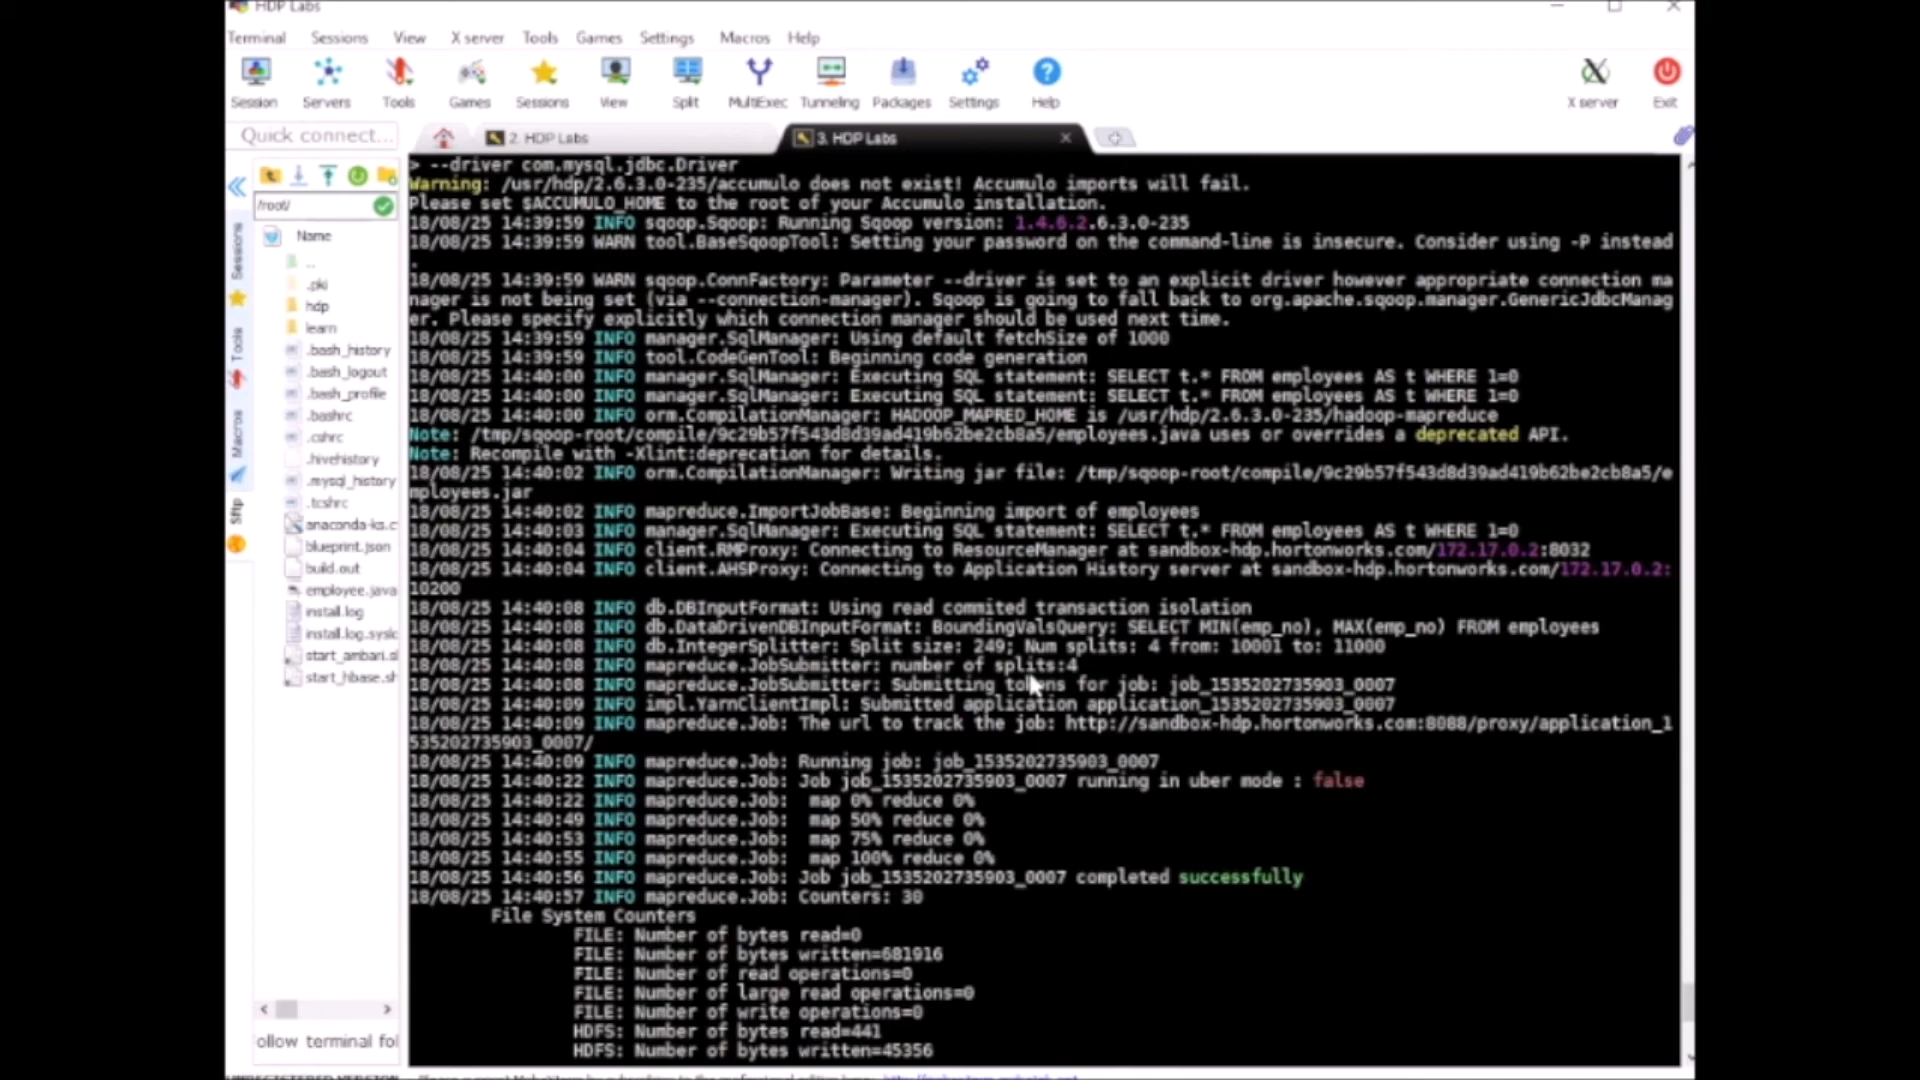 HDP Labs
Terminal Sessions View X server Tools Games Settings Macros Help
Session Servers Tools Games Sessions View Split MultiExec Tunneling Packages Settings Help X server Exit
Quick connect...
2. HDP Labs
3. HDP Labs
/root/
Name
..
.pki
hdp
learn
.bash_history
.bash_logout
.bash_profile
.bashrc
.cshrc
.hivehistory
.mysql_history
.tcshrc
anaconda-ks.c
blueprint.json
build.out
employee.java
install.log
install.log.syslo
start_ambari.s
start_hbase.sh
Sessions
Tools
Macros
Sftp
ollow terminal fol
> --driver com.mysql.jdbc.Driver
Warning: /usr/hdp/2.6.3.0-235/accumulo does not exist! Accumulo imports will fail.
Please set $ACCUMULO_HOME to the root of your Accumulo installation.
18/08/25 14:39:59 INFO sqoop.Sqoop: Running Sqoop version: 1.4.6.2.6.3.0-235
18/08/25 14:39:59 WARN tool.BaseSqoopTool: Setting your password on the command-line is insecure. Consider using -P instead
.
18/08/25 14:39:59 WARN sqoop.ConnFactory: Parameter --driver is set to an explicit driver however appropriate connection ma
nager is not being set (via --connection-manager). Sqoop is going to fall back to org.apache.sqoop.manager.GenericJdbcManag
er. Please specify explicitly which connection manager should be used next time.
18/08/25 14:39:59 INFO manager.SqlManager: Using default fetchSize of 1000
18/08/25 14:39:59 INFO tool.CodeGenTool: Beginning code generation
18/08/25 14:40:00 INFO manager.SqlManager: Executing SQL statement: SELECT t.* FROM employees AS t WHERE 1=0
18/08/25 14:40:00 INFO manager.SqlManager: Executing SQL statement: SELECT t.* FROM employees AS t WHERE 1=0
18/08/25 14:40:00 INFO orm.CompilationManager: HADOOP_MAPRED_HOME is /usr/hdp/2.6.3.0-235/hadoop-mapreduce
Note: /tmp/sqoop-root/compile/9c29b57f543d8d39ad419b62be2cb8a5/employees.java uses or overrides a deprecated API.
Note: Recompile with -Xlint:deprecation for details.
18/08/25 14:40:02 INFO orm.CompilationManager: Writing jar file: /tmp/sqoop-root/compile/9c29b57f543d8d39ad419b62be2cb8a5/e
mployees.jar
18/08/25 14:40:02 INFO mapreduce.ImportJobBase: Beginning import of employees
18/08/25 14:40:03 INFO manager.SqlManager: Executing SQL statement: SELECT t.* FROM employees AS t WHERE 1=0
18/08/25 14:40:04 INFO client.RMProxy: Connecting to ResourceManager at sandbox-hdp.hortonworks.com/172.17.0.2:8032
18/08/25 14:40:04 INFO client.AHSProxy: Connecting to Application History server at sandbox-hdp.hortonworks.com/172.17.0.2:
10200
18/08/25 14:40:08 INFO db.DBInputFormat: Using read commited transaction isolation
18/08/25 14:40:08 INFO db.DataDrivenDBInputFormat: BoundingValsQuery: SELECT MIN(emp_no), MAX(emp_no) FROM employees
18/08/25 14:40:08 INFO db.IntegerSplitter: Split size: 249; Num splits: 4 from: 10001 to: 11000
18/08/25 14:40:08 INFO mapreduce.JobSubmitter: number of splits:4
18/08/25 14:40:08 INFO mapreduce.JobSubmitter: Submitting tokens for job: job_1535202735903_0007
18/08/25 14:40:09 INFO impl.YarnClientImpl: Submitted application application_1535202735903_0007
18/08/25 14:40:09 INFO mapreduce.Job: The url to track the job: http://sandbox-hdp.hortonworks.com:8088/proxy/application_1
535202735903_0007/
18/08/25 14:40:09 INFO mapreduce.Job: Running job: job_1535202735903_0007
18/08/25 14:40:22 INFO mapreduce.Job: Job job_1535202735903_0007 running in uber mode : false
18/08/25 14:40:22 INFO mapreduce.Job:  map 0% reduce 0%
18/08/25 14:40:49 INFO mapreduce.Job:  map 50% reduce 0%
18/08/25 14:40:53 INFO mapreduce.Job:  map 75% reduce 0%
18/08/25 14:40:55 INFO mapreduce.Job:  map 100% reduce 0%
18/08/25 14:40:56 INFO mapreduce.Job: Job job_1535202735903_0007 completed successfully
18/08/25 14:40:57 INFO mapreduce.Job: Counters: 30
File System Counters
FILE: Number of bytes read=0
FILE: Number of bytes written=681916
FILE: Number of read operations=0
FILE: Number of large read operations=0
FILE: Number of write operations=0
HDFS: Number of bytes read=441
HDFS: Number of bytes written=45356